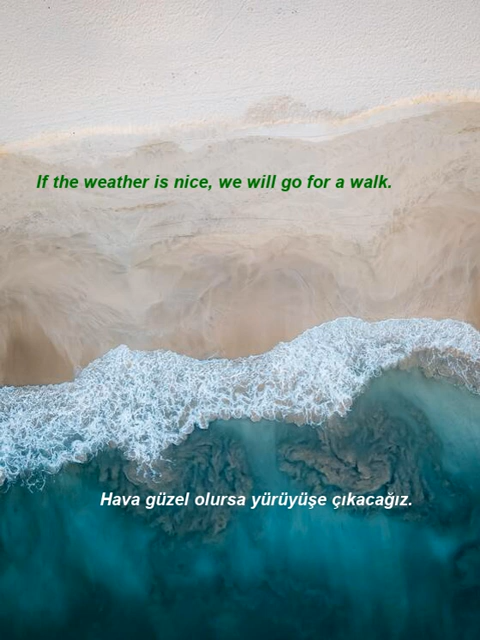 If the weather is nice, we will go for a walk.
Hava güzel olursa yürüyüşe çıkacağız.